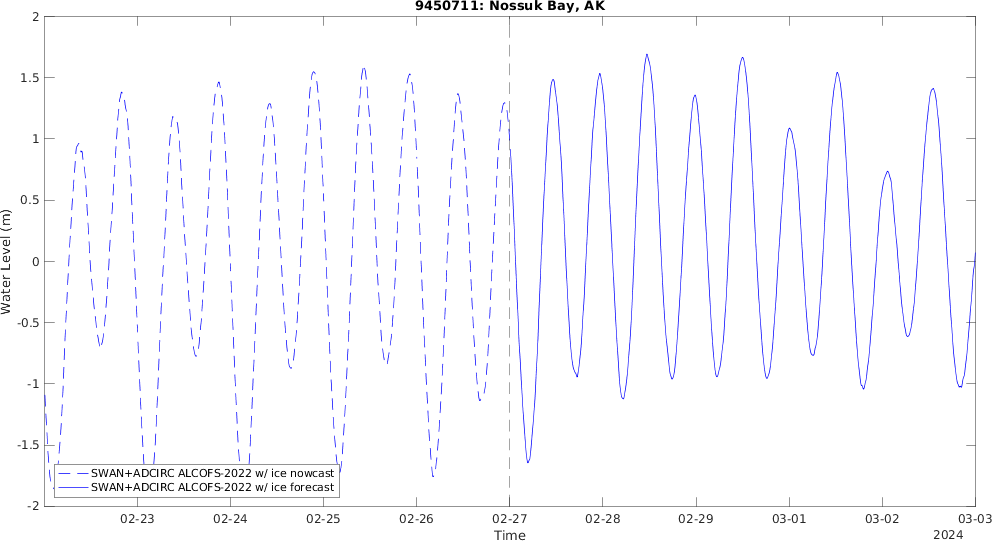 9450711: Nossuk Bay, AK
2
1.5
1
0.5
0
-0.5
-1
-1.5
-2
Water Level (m)
SWAN+ADCIRC ALCOFS-2022 w/ ice nowcast
SWAN+ADCIRC ALCOFS-2022 w/ ice forecast
02-23 02-24 02-25 02-26 02-27 02-28 02-29 03-01 03-02 03-03
Time
2024